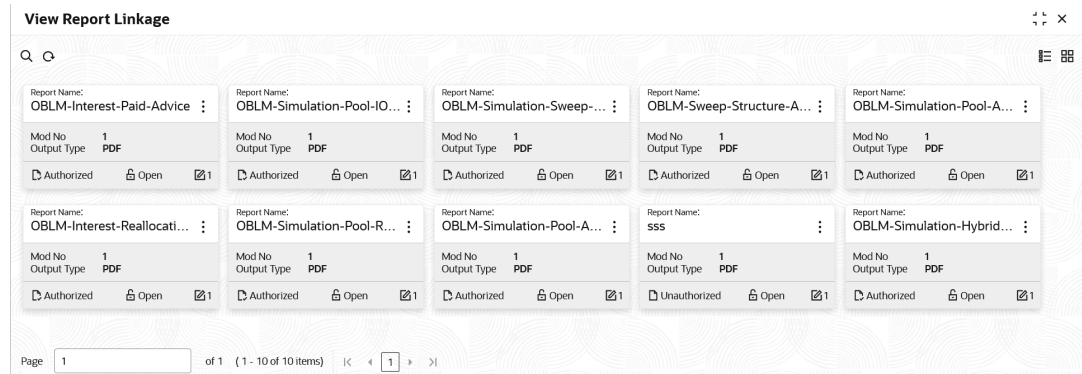 View Report Linkage
Report Name:
OBLM-Interest-Paid-Advice
Mod No 1
Output Type PDF
Authorized Open 1
Report Name:
OBLM-Simulation-Pool-IO...
Mod No 1
Output Type PDF
Authorized Open 1
Report Name:
OBLM-Simulation-Sweep-...
Mod No 1
Output Type PDF
Authorized Open 1
Report Name:
OBLM-Sweep-Structure-A...
Mod No 1
Output Type PDF
Authorized Open 1
Report Name:
OBLM-Simulation-Pool-A...
Mod No 1
Output Type PDF
Authorized Open 1
Report Name:
OBLM-Interest-Reallocati...
Mod No 1
Output Type PDF
Authorized Open 1
Report Name:
OBLM-Simulation-Pool-R...
Mod No 1
Output Type PDF
Authorized Open 1
Report Name:
OBLM-Simulation-Pool-A...
Mod No 1
Output Type PDF
Authorized Open 1
Report Name:
sss
Mod No 1
Output Type PDF
Unauthorized Open 1
Report Name:
OBLM-Simulation-Hybrid...
Mod No 1
Output Type PDF
Authorized Open 1
Page 1 of 1 ( 1 - 10 of 10 items) 1